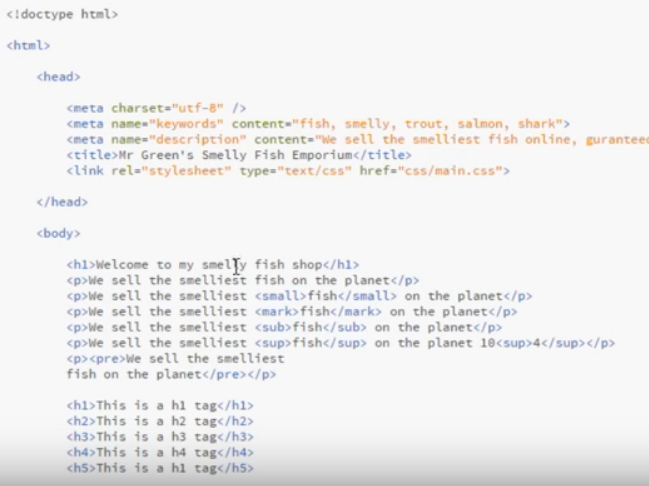 <!doctype html>
<html>
<head>
<meta charset="utf-8" />
<meta name="keywords" content="fish, smelly, trout, salmon, shark">
<meta name="description" content="We sell the smelliest fish online, guranteed
<title>Mr Green's Smelly Fish Emporium</title>
<link rel="stylesheet" type="text/css" href="css/main.css">
</head>
<body>
<h1>Welcome to my smelly fish shop</h1>
<p>We sell the smelliest fish on the planet</p>
<p>We sell the smelliest <small>fish</small> on the planet</p>
<p>We sell the smelliest <mark>fish</mark> on the planet</p>
<p>We sell the smelliest <sub>fish</sub> on the planet</p>
<p>We sell the smelliest <sup>fish</sup> on the planet 10<sup>4</sup></p>
<p><pre>We sell the smelliest
fish on the planet</pre></p>
<h1>This is a h1 tag</h1>
<h2>This is a h2 tag</h2>
<h3>This is a h3 tag</h3>
<h4>This is a h4 tag</h4>
<h5>This is a h1 tag</h5>